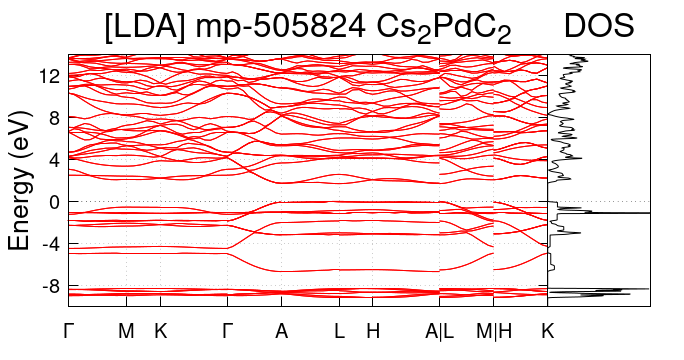 [LDA] mp-505824 Cs₂PdC₂ DOS
Energy (eV)
12
8
4
0
-4
-8
Γ M K Γ A L H A|L M|H K